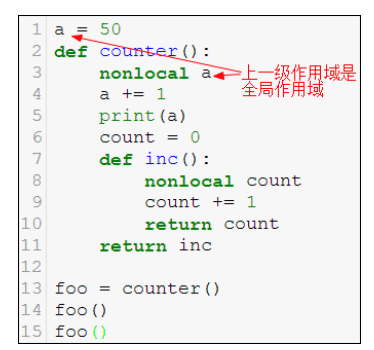 1 a = 50
2 def counter():
3     nonlocal a 上一级作用域是
全局作用域
4     a += 1
5     print(a)
6     count = 0
7     def inc():
8         nonlocal count
9         count += 1
10         return count
11     return inc
12
13 foo = counter()
14 foo()
15 foo()